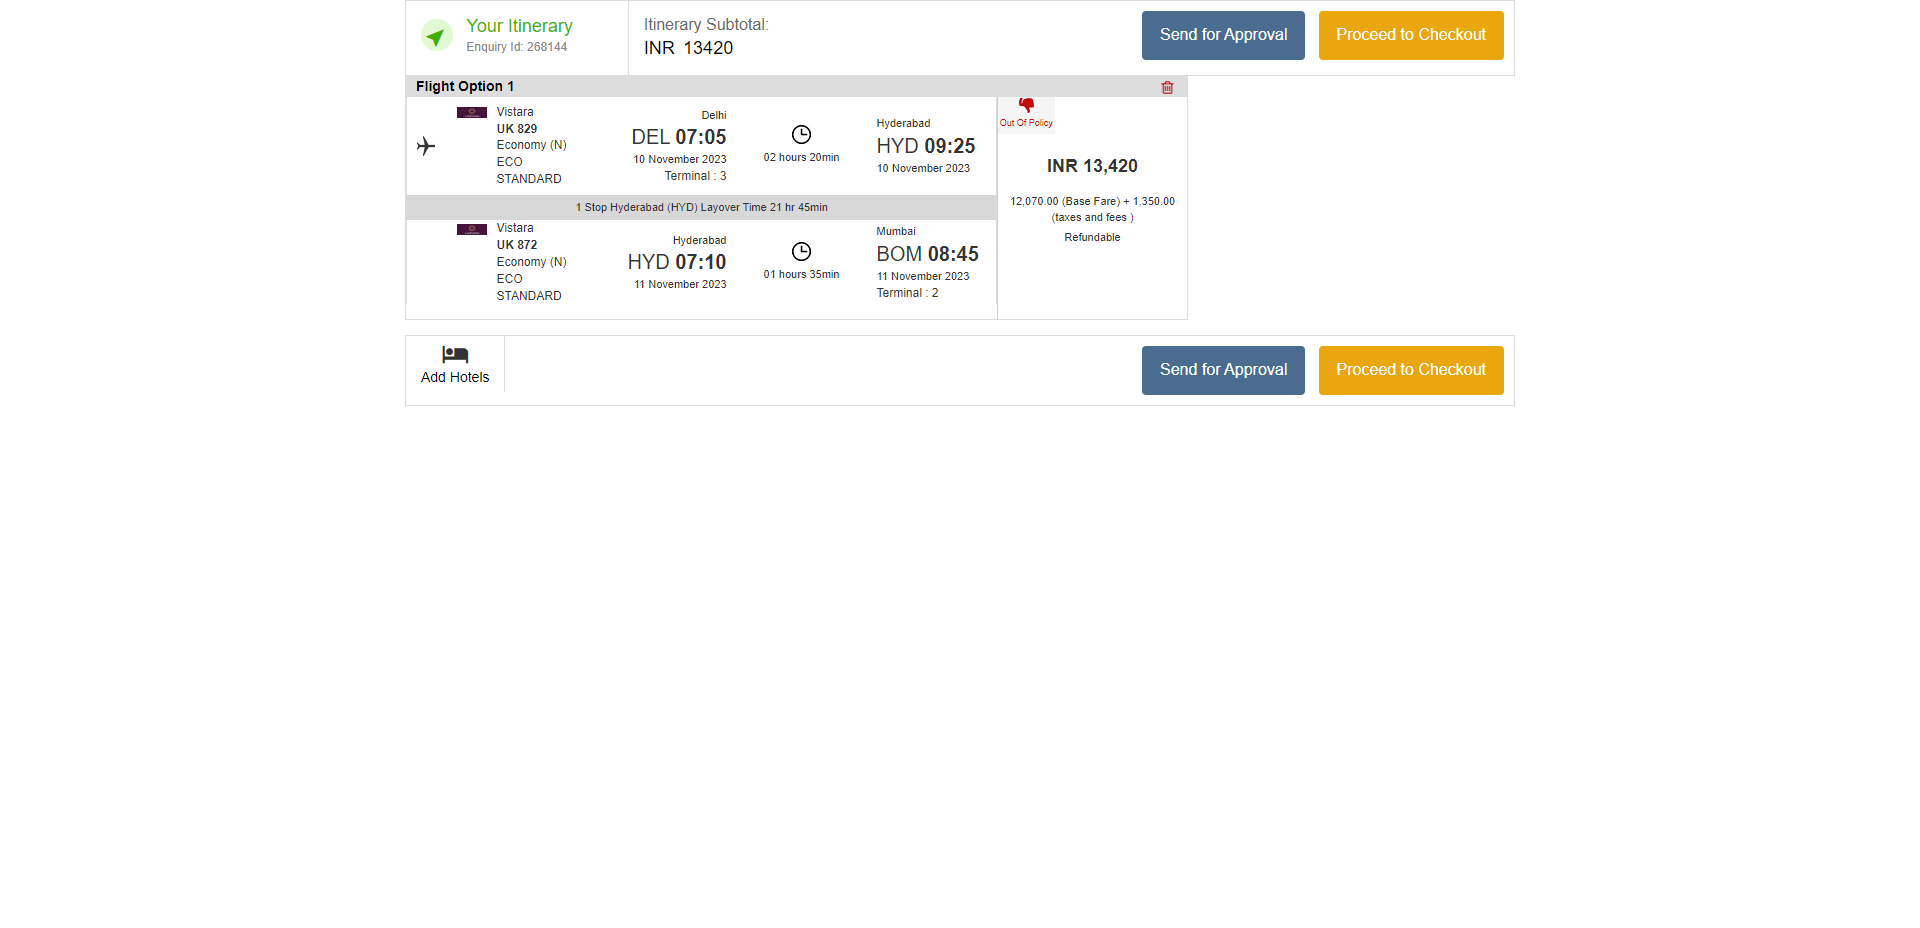 Your Itinerary
Enquiry Id: 268144
Itinerary Subtotal:
INR 13420
Send for Approval
Proceed to Checkout
Flight Option 1
Vistara
UK 829
Economy (N)
ECO
STANDARD
Delhi
DEL 07:05
10 November 2023
Terminal : 3
02 hours 20min
Hyderabad
HYD 09:25
10 November 2023
Out Of Policy
INR 13,420
12,070.00 (Base Fare) + 1,350.00
(taxes and fees )
Refundable
1 Stop Hyderabad (HYD) Layover Time 21 hr 45min
Vistara
UK 872
Economy (N)
ECO
STANDARD
Hyderabad
HYD 07:10
11 November 2023
01 hours 35min
Mumbai
BOM 08:45
11 November 2023
Terminal : 2
Add Hotels
Send for Approval
Proceed to Checkout